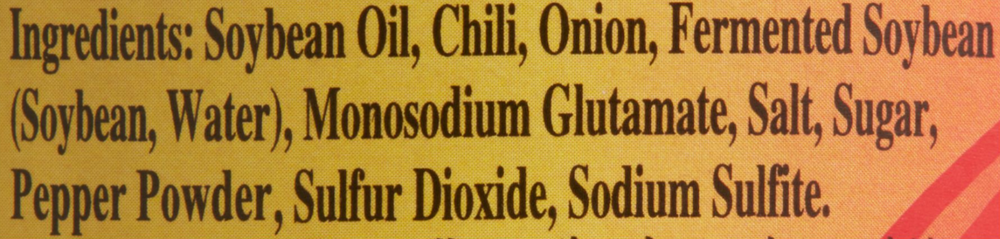 Ingredients: Soybean Oil, Chili, Onion, Fermented Soybean
(Soybean, Water), Monosodium Glutamate, Salt, Sugar,
Pepper Powder, Sulfur Dioxide, Sodium Sulfite.